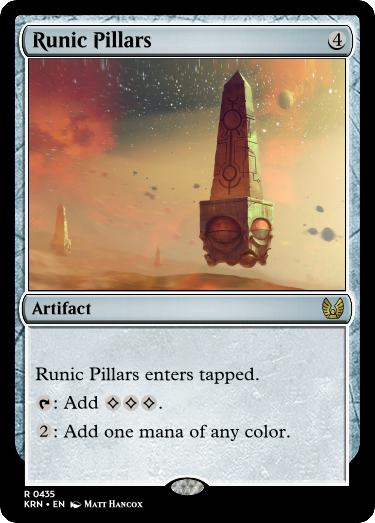 Runic Pillars 4
Artifact
Runic Pillars enters tapped.
: Add .
2: Add one mana of any color.
R 0435
KRN • EN Matt Hancox